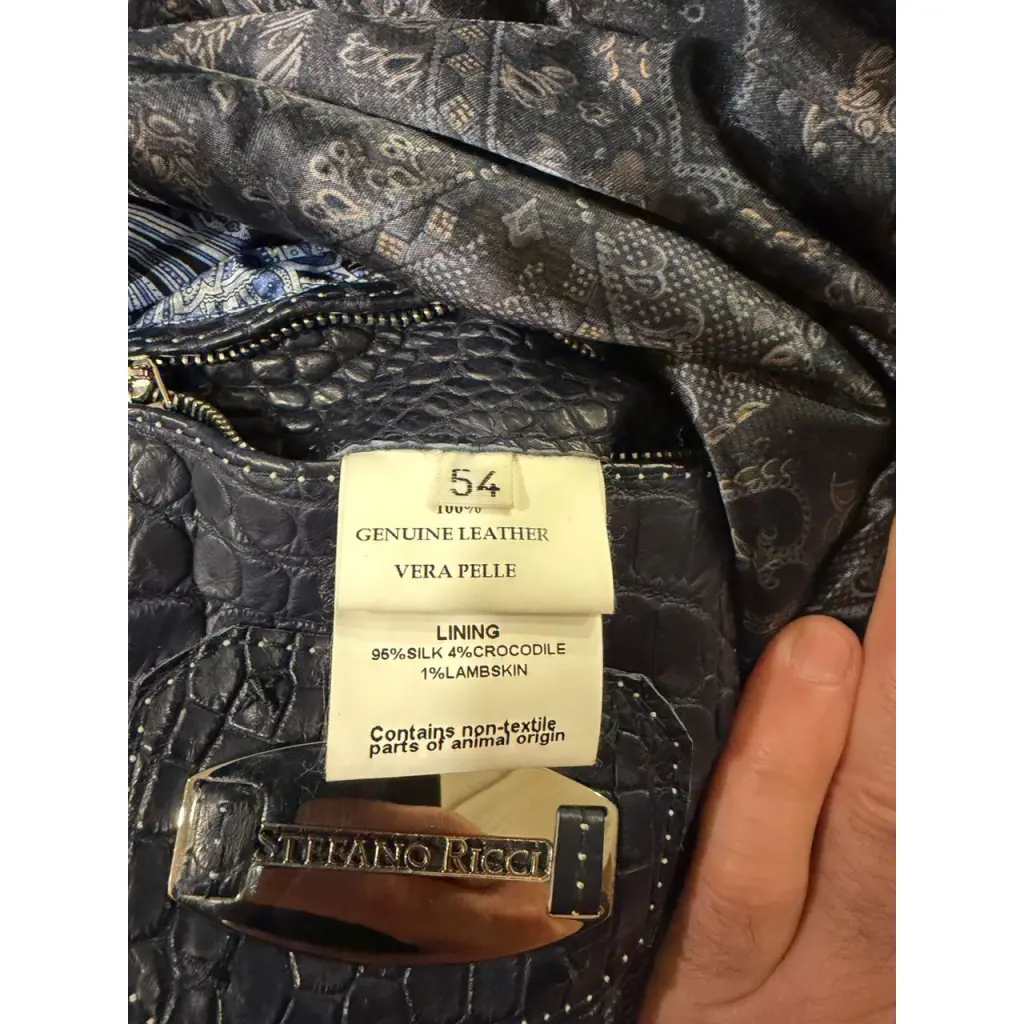 54
100%
GENUINE LEATHER
VERA PELLE
LINING
95%SILK 4%CROCODILE
1%LAMBSKIN
Contains non-textile
parts of animal origin
STEFANO RICCI